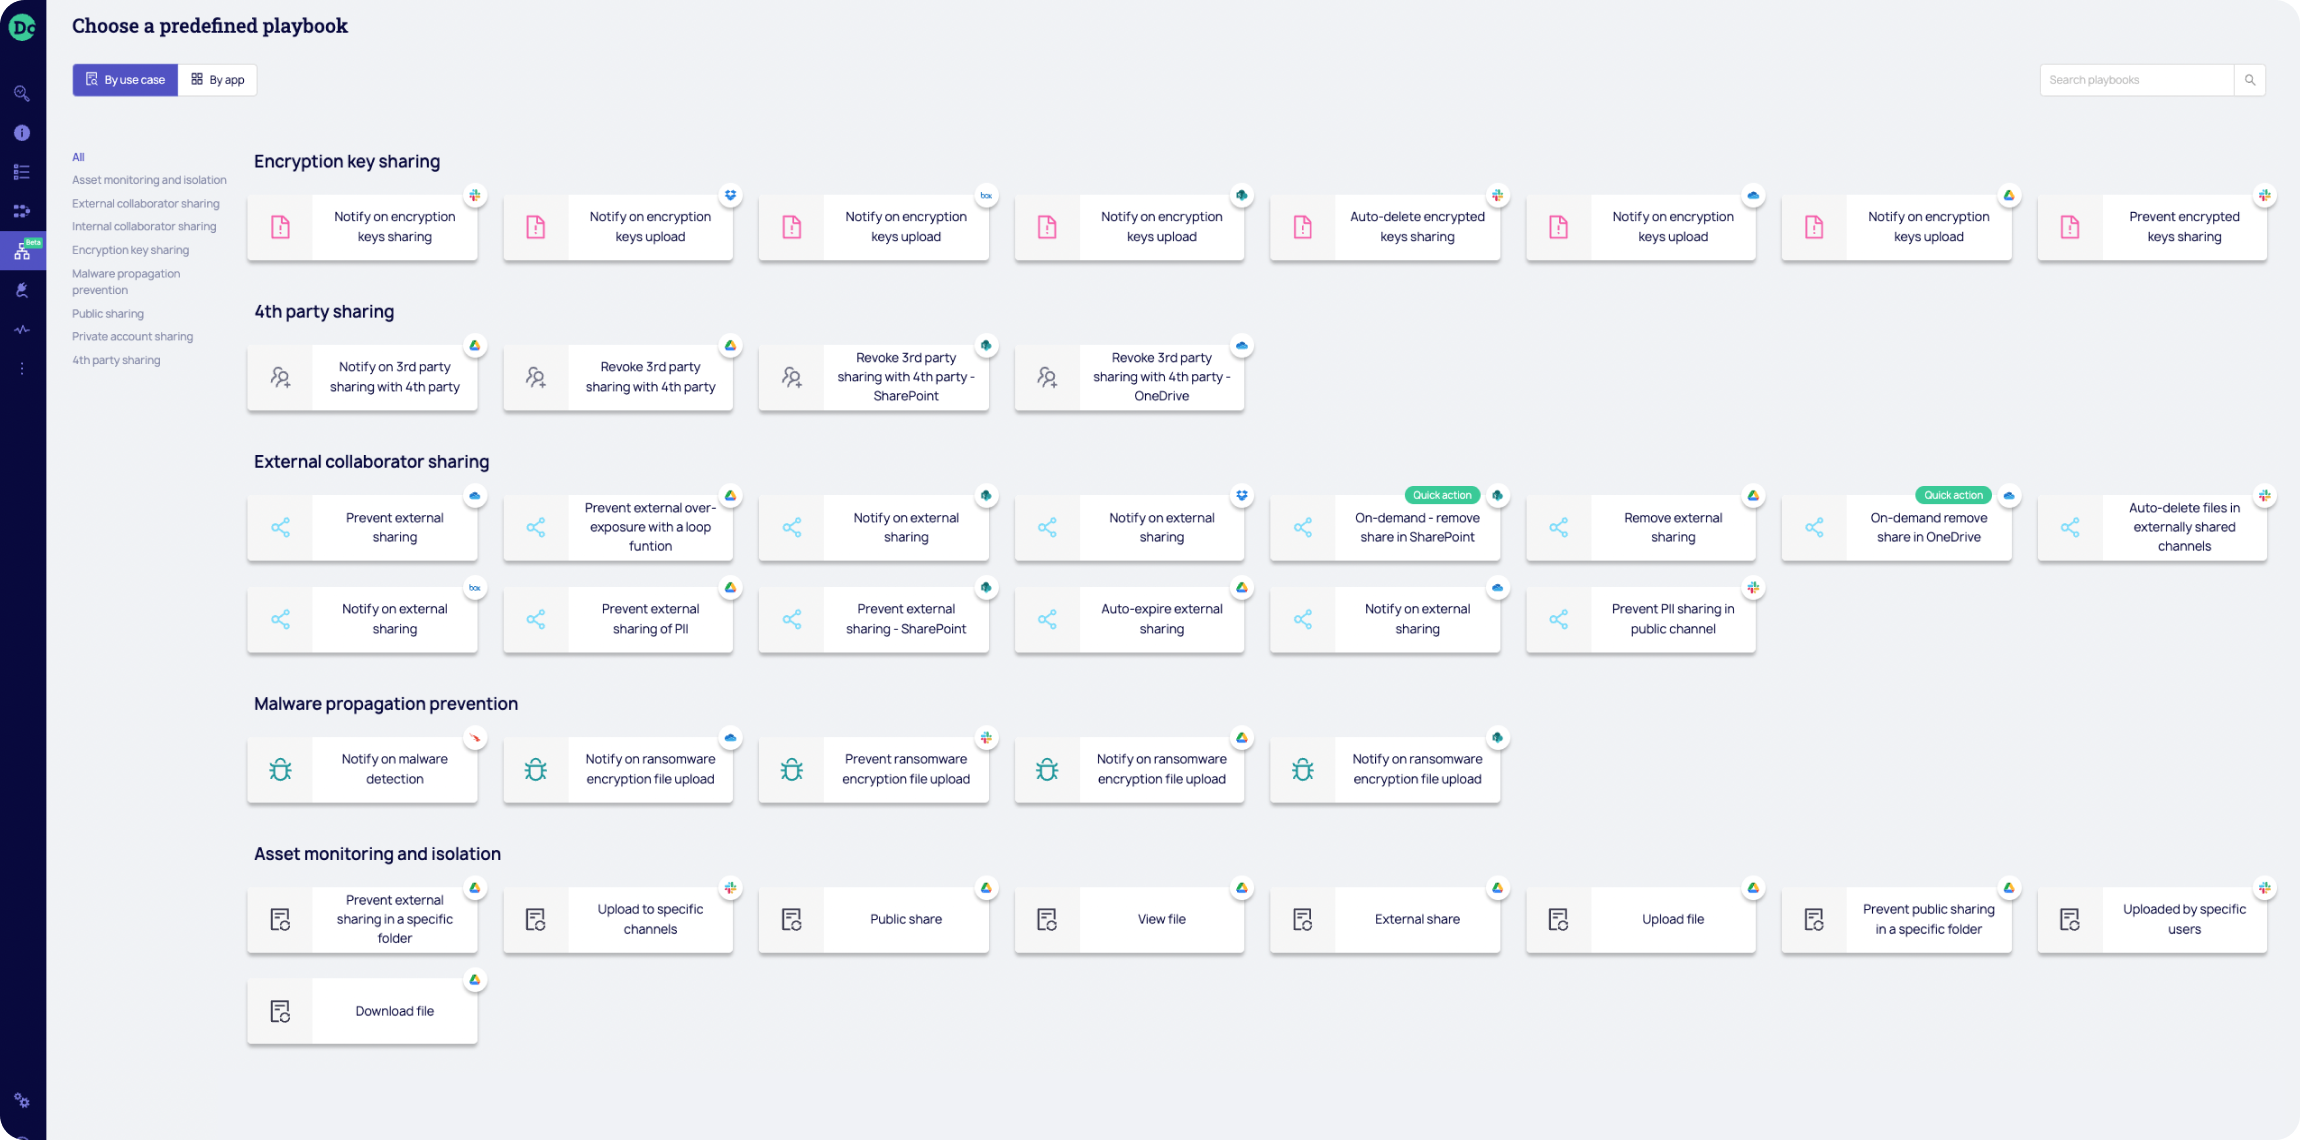 Do
Choose a predefined playbook
By use case
By app
Search playbooks
Beta
All
Asset monitoring and isolation
External collaborator sharing
Internal collaborator sharing
Encryption key sharing
Malware propagation
prevention
Public sharing
Private account sharing
4th party sharing
Encryption key sharing
Notify on encryption
keys sharing
Notify on encryption
keys upload
box
Notify on encryption
keys upload
Notify on encryption
keys upload
Auto-delete encrypted
keys sharing
Notify on encryption
keys upload
Notify on encryption
keys upload
Prevent encrypted
keys sharing
4th party sharing
Notify on 3rd party
sharing with 4th party
Revoke 3rd party
sharing with 4th party
Revoke 3rd party
sharing with 4th party -
SharePoint
Revoke 3rd party
sharing with 4th party -
OneDrive
External collaborator sharing
Prevent external
sharing
Prevent external over-
exposure with a loop
funtion
Notify on external
sharing
Notify on external
sharing
Quick action
On-demand - remove
share in SharePoint
Remove external
sharing
Quick action
On-demand remove
share in OneDrive
Auto-delete files in
externally shared
channels
box
Notify on external
sharing
Prevent external
sharing of PII
Prevent external
sharing - SharePoint
Auto-expire external
sharing
Notify on external
sharing
Prevent PII sharing in
public channel
Malware propagation prevention
Notify on malware
detection
Notify on ransomware
encryption file upload
Prevent ransomware
encryption file upload
Notify on ransomware
encryption file upload
Notify on ransomware
encryption file upload
Asset monitoring and isolation
Prevent external
sharing in a specific
folder
Upload to specific
channels
Public share
View file
External share
Upload file
Prevent public sharing
in a specific folder
Uploaded by specific
users
Download file